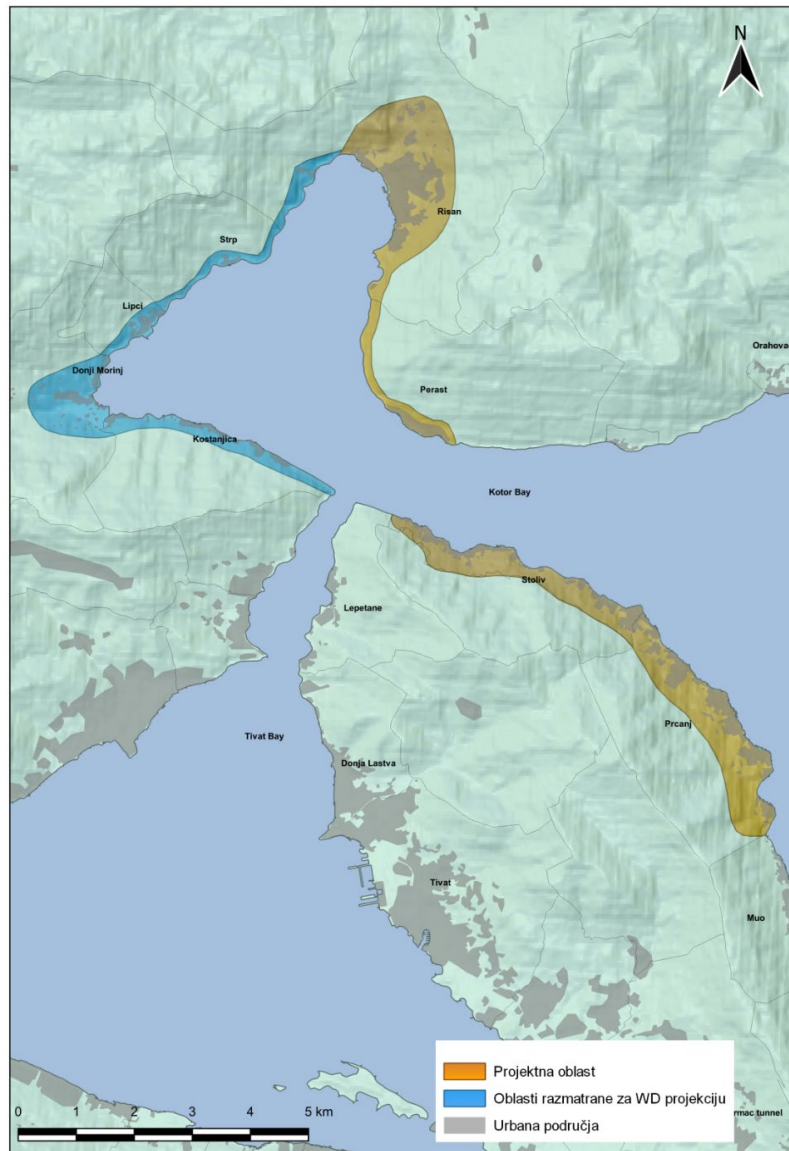 N
Risan
Strp
Lipci
Orahova
Donji Morinj
Perast
Kostanjica
Kotor Bay
Stoliv
Lepetane
Prcanj
Tivat Bay
Donja Lastva
Tivat
Muo
Projektna oblast
Oblasti razmatrane za WD projekciju
Urbana područja
rmac tunnel
0 1 2 3 4 5 km